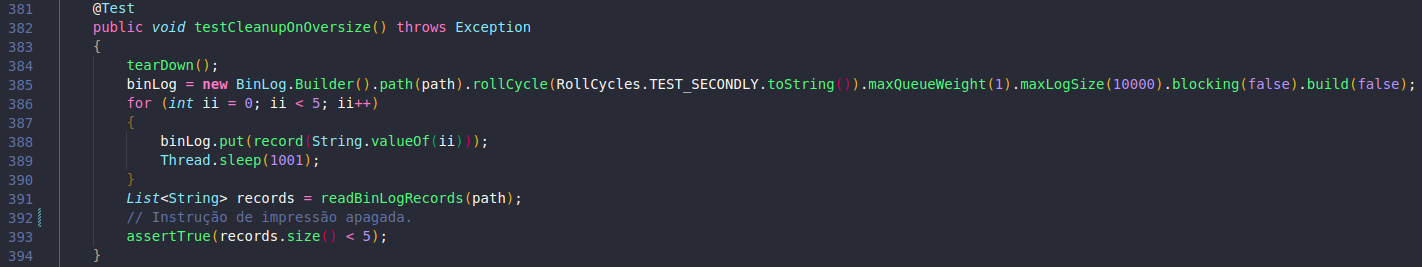 381 @Test
382 public void testCleanupOnOversize() throws Exception
383 {
384 tearDown();
385 binLog = new BinLog.Builder().path(path).rollCycle(RollCycles.TEST_SECONDLY.toString()).maxQueueWeight(1).maxLogSize(10000).blocking(false).build(false);
386 for (int ii = 0; ii < 5; ii++)
387 {
388 binLog.put(record(String.valueOf(ii)));
389 Thread.sleep(1001);
390 }
391 List<String> records = readBinLogRecords(path);
392 // Instrução de impressão apagada.
393 assertTrue(records.size() < 5);
394 }